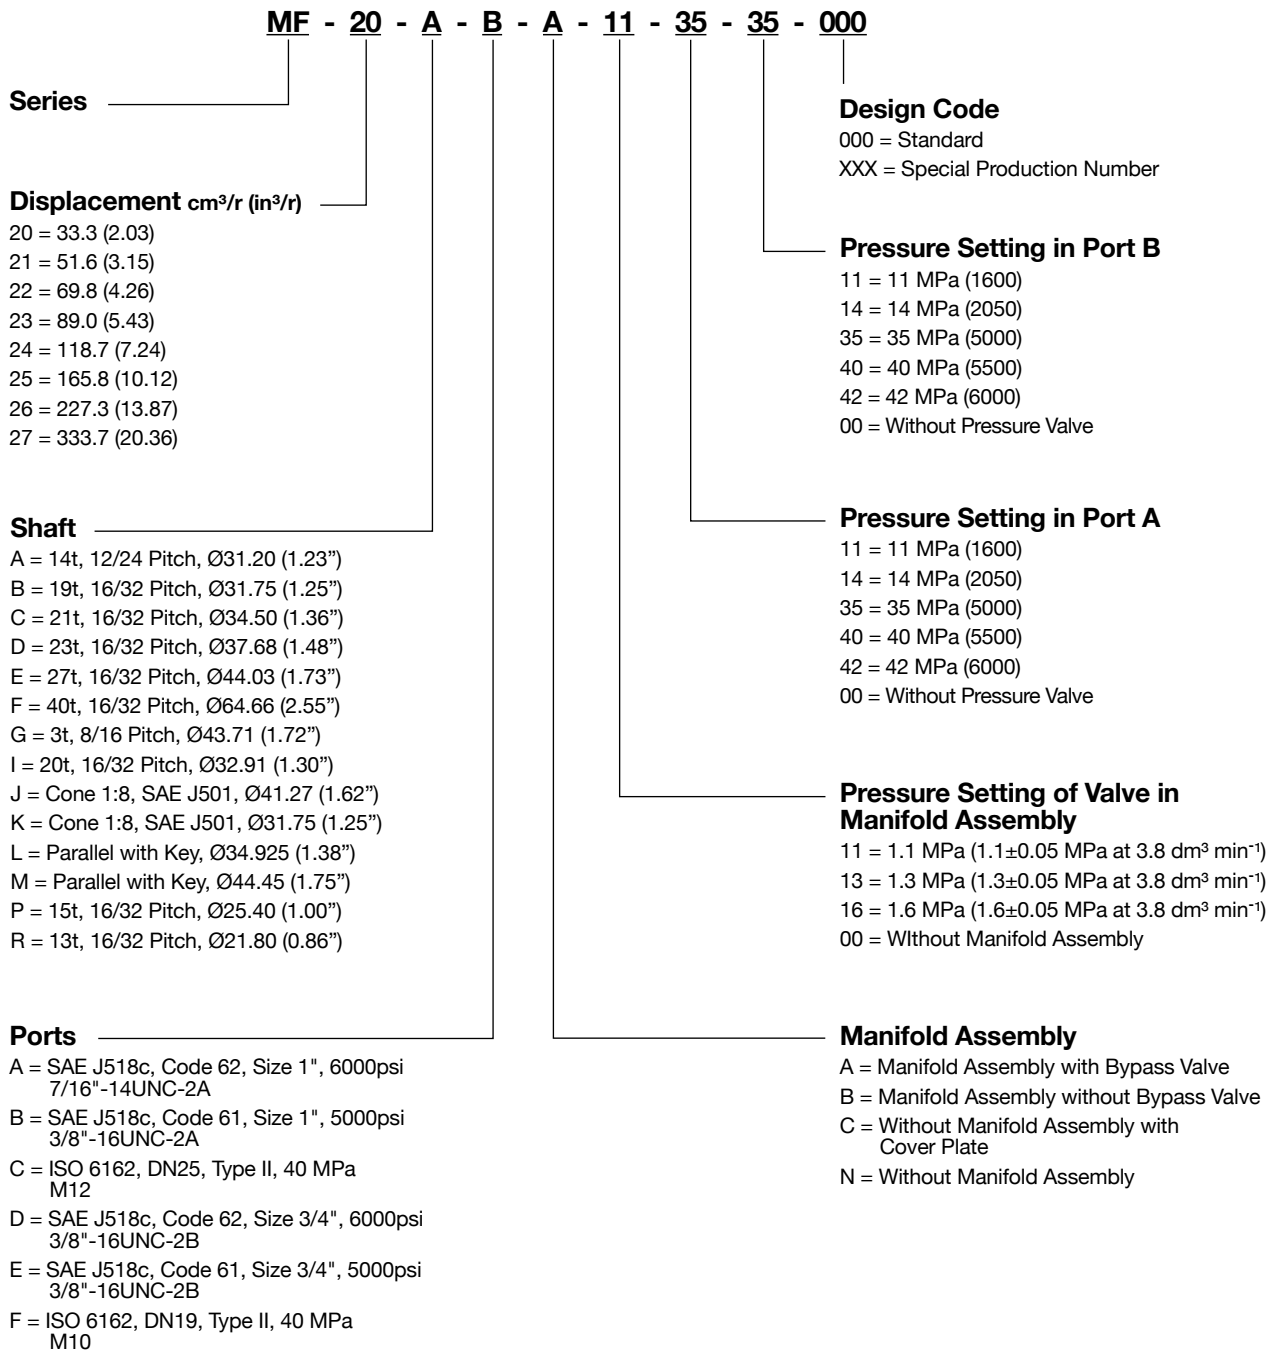 MF - 20 - A - B - A - 11 - 35 - 35 - 000
Series
Displacement cm³/r (in³/r)
20 = 33.3 (2.03)
21 = 51.6 (3.15)
22 = 69.8 (4.26)
23 = 89.0 (5.43)
24 = 118.7 (7.24)
25 = 165.8 (10.12)
26 = 227.3 (13.87)
27 = 333.7 (20.36)
Shaft
A = 14t, 12/24 Pitch, Ø31.20 (1.23”)
B = 19t, 16/32 Pitch, Ø31.75 (1.25”)
C = 21t, 16/32 Pitch, Ø34.50 (1.36”)
D = 23t, 16/32 Pitch, Ø37.68 (1.48”)
E = 27t, 16/32 Pitch, Ø44.03 (1.73”)
F = 40t, 16/32 Pitch, Ø64.66 (2.55”)
G = 3t, 8/16 Pitch, Ø43.71 (1.72”)
I = 20t, 16/32 Pitch, Ø32.91 (1.30”)
J = Cone 1:8, SAE J501, Ø41.27 (1.62”)
K = Cone 1:8, SAE J501, Ø31.75 (1.25”)
L = Parallel with Key, Ø34.925 (1.38”)
M = Parallel with Key, Ø44.45 (1.75”)
P = 15t, 16/32 Pitch, Ø25.40 (1.00”)
R = 13t, 16/32 Pitch, Ø21.80 (0.86”)
Ports
A = SAE J518c, Code 62, Size 1", 6000psi
7/16"-14UNC-2A
B = SAE J518c, Code 61, Size 1", 5000psi
3/8"-16UNC-2A
C = ISO 6162, DN25, Type II, 40 MPa
M12
D = SAE J518c, Code 62, Size 3/4", 6000psi
3/8"-16UNC-2B
E = SAE J518c, Code 61, Size 3/4", 5000psi
3/8"-16UNC-2B
F = ISO 6162, DN19, Type II, 40 MPa
M10
Design Code
000 = Standard
XXX = Special Production Number
Pressure Setting in Port B
11 = 11 MPa (1600)
14 = 14 MPa (2050)
35 = 35 MPa (5000)
40 = 40 MPa (5500)
42 = 42 MPa (6000)
00 = Without Pressure Valve
Pressure Setting in Port A
11 = 11 MPa (1600)
14 = 14 MPa (2050)
35 = 35 MPa (5000)
40 = 40 MPa (5500)
42 = 42 MPa (6000)
00 = Without Pressure Valve
Pressure Setting of Valve in
Manifold Assembly
11 = 1.1 MPa (1.1±0.05 MPa at 3.8 dm³ min⁻¹)
13 = 1.3 MPa (1.3±0.05 MPa at 3.8 dm³ min⁻¹)
16 = 1.6 MPa (1.6±0.05 MPa at 3.8 dm³ min⁻¹)
00 = WIthout Manifold Assembly
Manifold Assembly
A = Manifold Assembly with Bypass Valve
B = Manifold Assembly without Bypass Valve
C = Without Manifold Assembly with
Cover Plate
N = Without Manifold Assembly